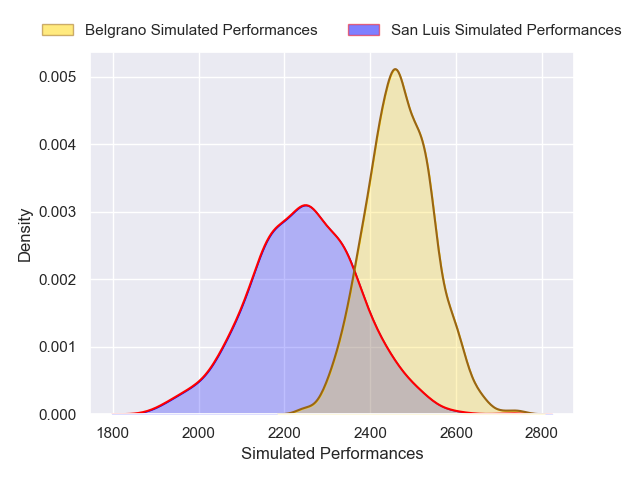 Belgrano Simulated Performances San Luis Simulated Performances
0.005
0.004
0.003
0.002
0.001
0.000
Density
1800 2000 2200 2400 2600 2800
Simulated Performances